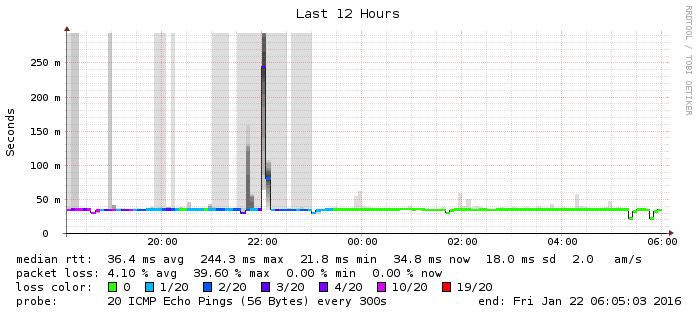 Last 12 Hours
RRDTOOL / TOBI OETIKER
Seconds
250 m
200 m
150 m
100 m
50 m
0
20:00 22:00 00:00 02:00 04:00 06:00
median rtt: 36.4 ms avg 244.3 ms max 21.8 ms min 34.8 ms now 18.0 ms sd 2.0 am/s
packet loss: 4.10 % avg 39.60 % max 0.00 % min 0.00 % now
loss color: 0 1/20 2/20 3/20 4/20 10/20 19/20
probe: 20 ICMP Echo Pings (56 Bytes) every 300s end: Fri Jan 22 06:05:03 2016